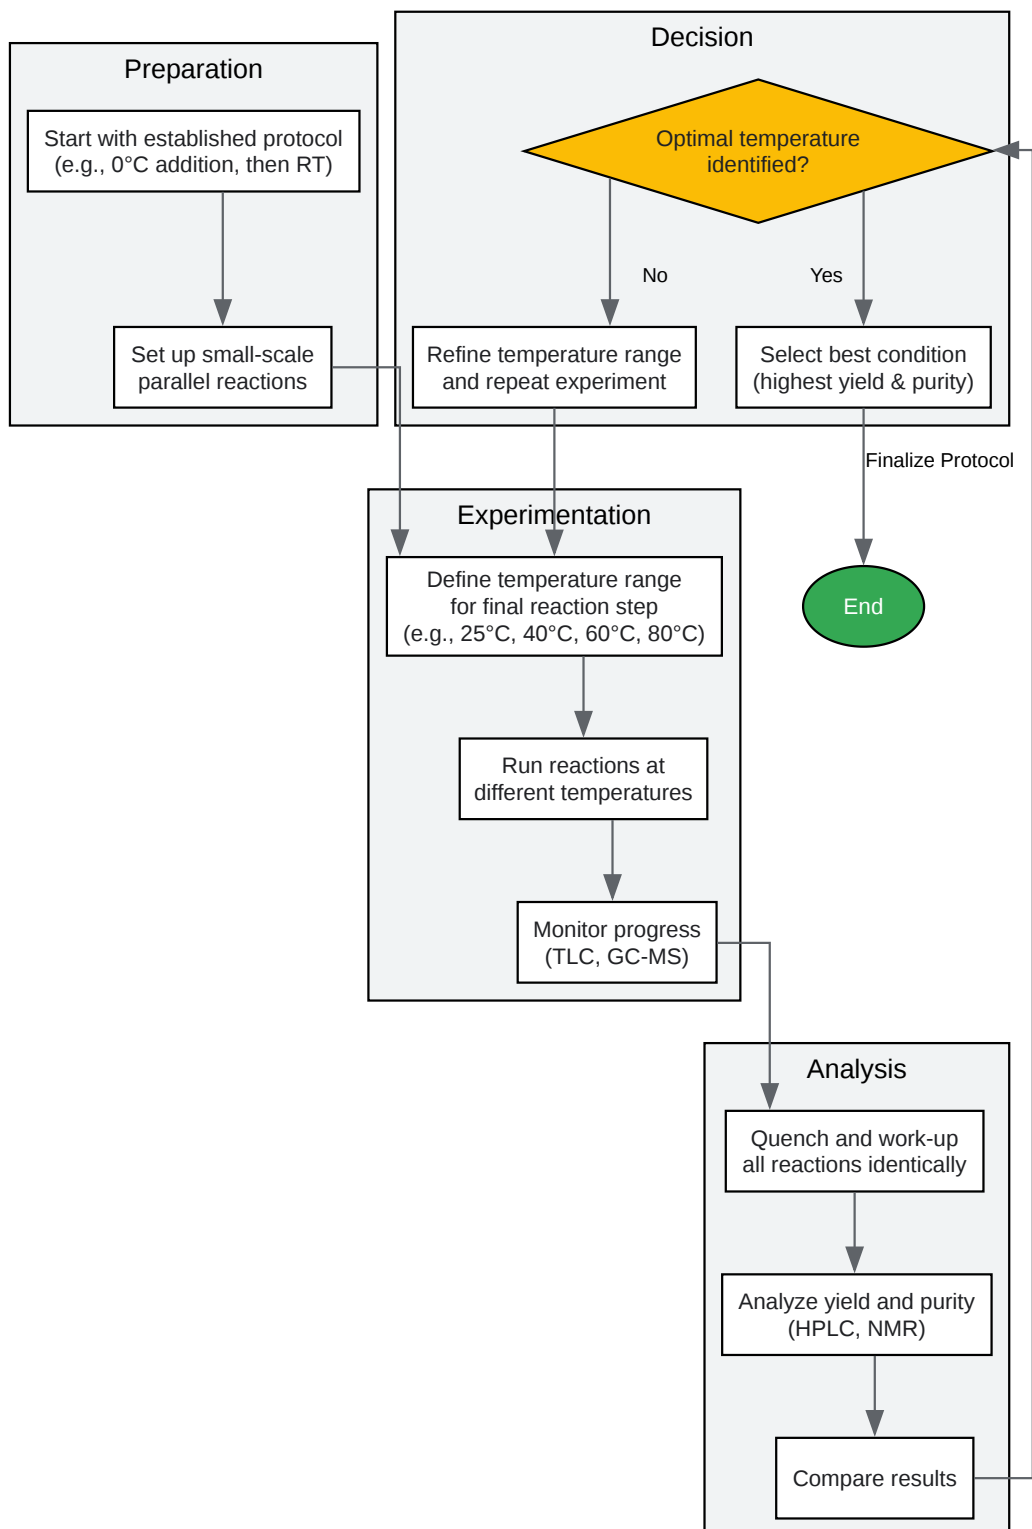 Preparation
Start with established protocol
(e.g., 0°C addition, then RT)
Set up small-scale
parallel reactions
Decision
Optimal temperature
identified?
No
Yes
Refine temperature range
and repeat experiment
Select best condition
(highest yield & purity)
Finalize Protocol
End
Experimentation
Define temperature range
for final reaction step
(e.g., 25°C, 40°C, 60°C, 80°C)
Run reactions at
different temperatures
Monitor progress
(TLC, GC-MS)
Analysis
Quench and work-up
all reactions identically
Analyze yield and purity
(HPLC, NMR)
Compare results